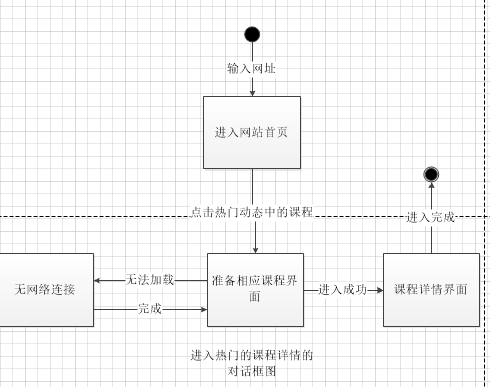 输入网址
进入网站首页
点击热门动态中的课程
进入完成
无网络连接
无法加载
完成
准备相应课程界
面
进入成功
课程详情界面
进入热门的课程详情的
对话框图